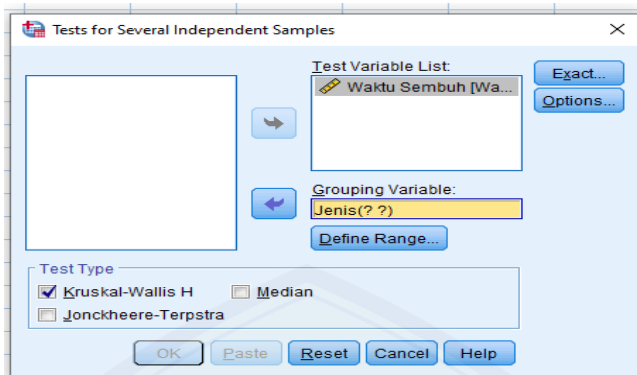 Tests for Several Independent Samples
Test Variable List:
Waktu Sembuh [Wa...
Exact...
Options...
Grouping Variable:
Jenis(? ?)
Define Range...
Test Type
Kruskal-Wallis H
Median
Jonckheere-Terpstra
OK
Paste
Reset
Cancel
Help